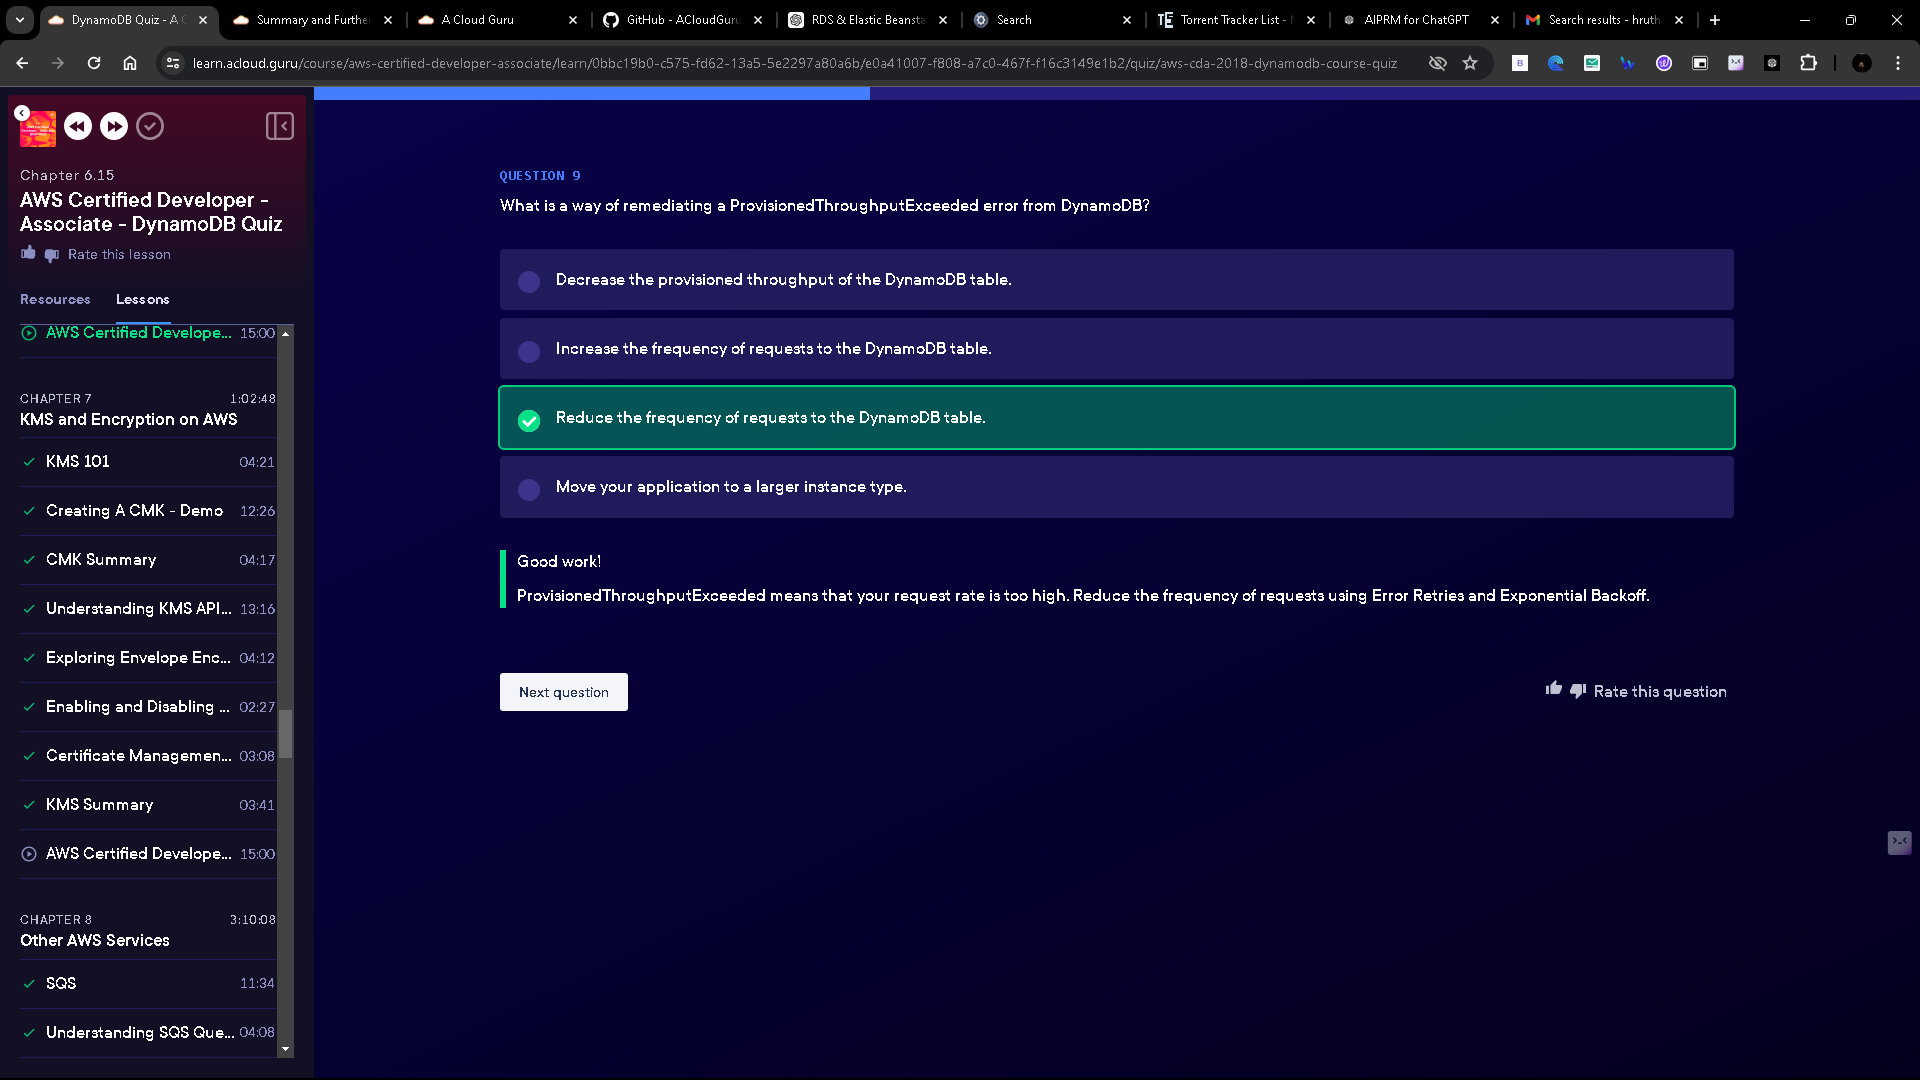 DynamoDB Quiz - A C
Summary and Further
A Cloud Guru
GitHub - ACloudGuru
RDS & Elastic Beansta
Search
Torrent Tracker List -
AIPRM for ChatGPT
Search results - hruth
learn.acloud.guru/course/aws-certified-developer-associate/learn/0bbc19b0-c575-fd62-13a5-5e2297a80a6b/e0a41007-f808-a7c0-467f-f16c3149e1b2/quiz/aws-cda-2018-dynamodb-course-quiz
Chapter 6.15
AWS Certified Developer -
Associate - DynamoDB Quiz
Rate this lesson
Resources Lessons
AWS Certified Develope... 15:00
CHAPTER 7 1:02:48
KMS and Encryption on AWS
KMS 101 04:21
Creating A CMK - Demo 12:26
CMK Summary 04:17
Understanding KMS API... 13:16
Exploring Envelope Enc... 04:12
Enabling and Disabling ... 02:27
Certificate Managemen... 03:08
KMS Summary 03:41
AWS Certified Develope... 15:00
CHAPTER 8 3:10:08
Other AWS Services
SQS 11:34
Understanding SQS Que... 04:08
QUESTION 9
What is a way of remediating a ProvisionedThroughputExceeded error from DynamoDB?
Decrease the provisioned throughput of the DynamoDB table.
Increase the frequency of requests to the DynamoDB table.
Reduce the frequency of requests to the DynamoDB table.
Move your application to a larger instance type.
Good work!
ProvisionedThroughputExceeded means that your request rate is too high. Reduce the frequency of requests using Error Retries and Exponential Backoff.
Next question
Rate this question